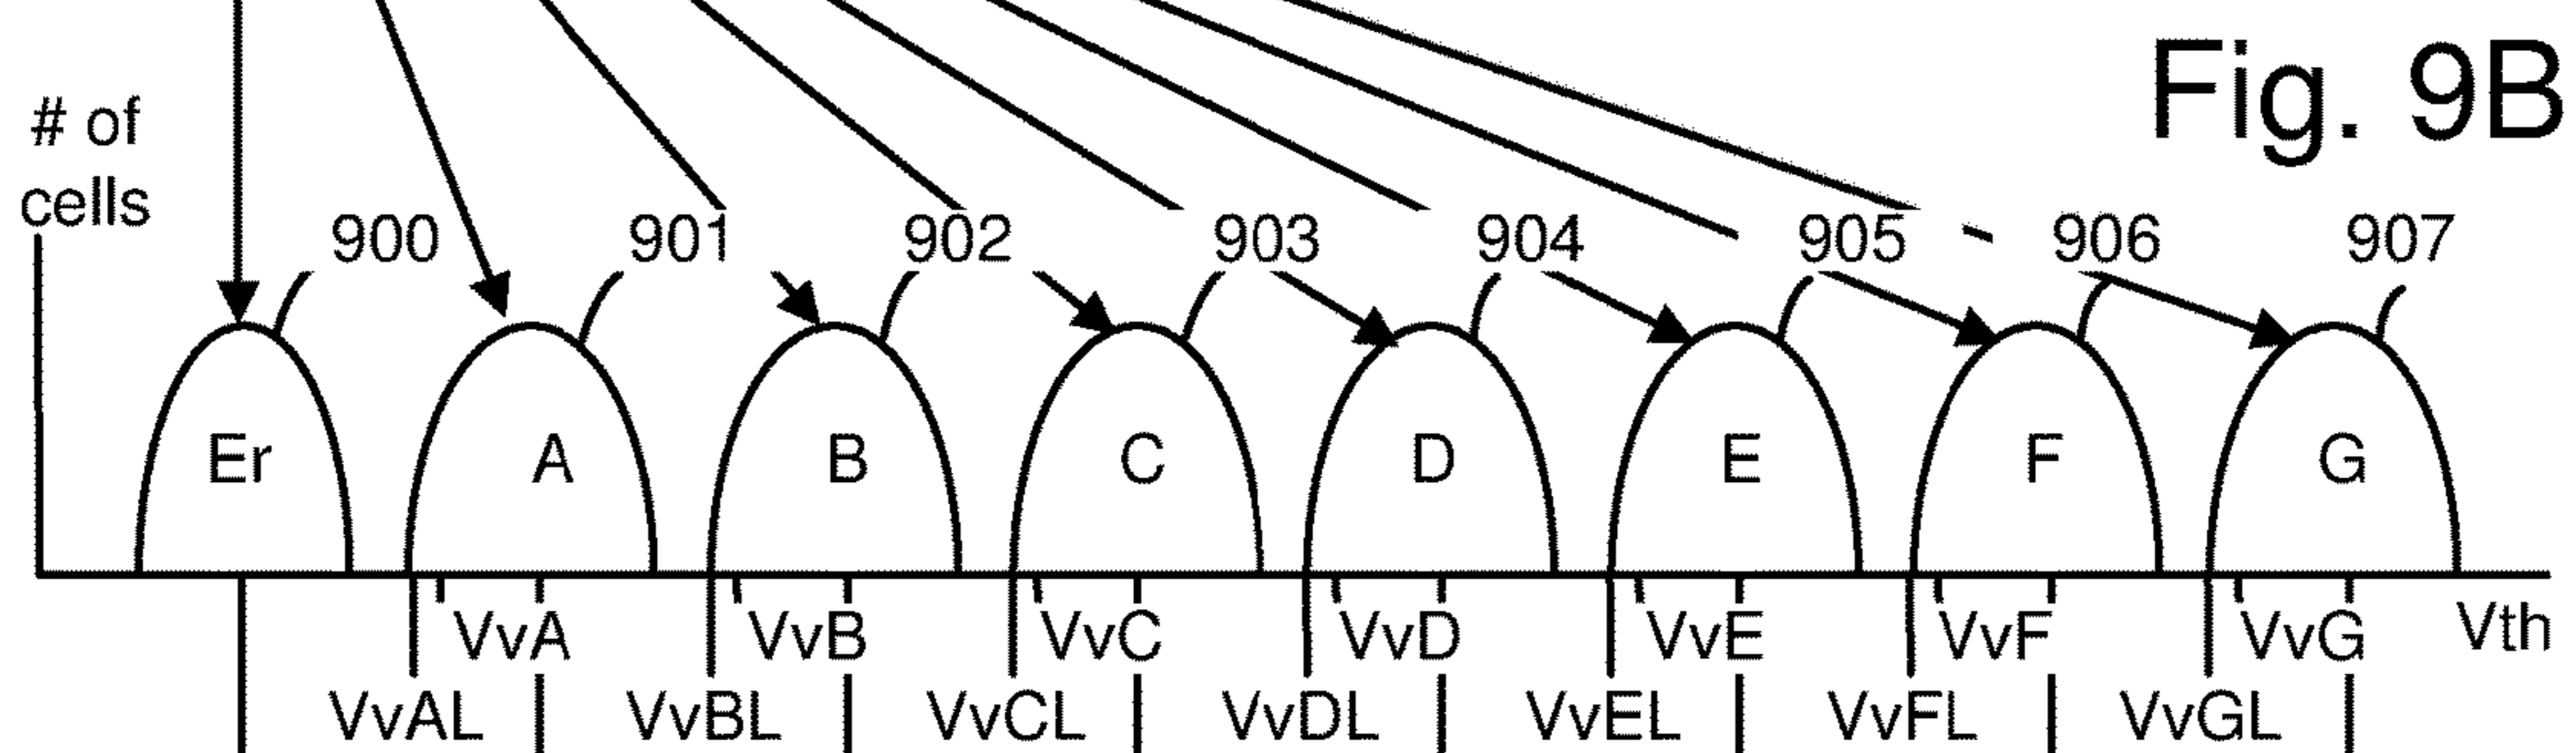 Fig. 9B
# of
cells
900 901 902 903 904 905 906 907
Er A B C D E F G
VvA VvB VvC VvD VvE VvF VvG Vth
VvAL VvBL VvCL VvDL VvEL VvFL VvGL